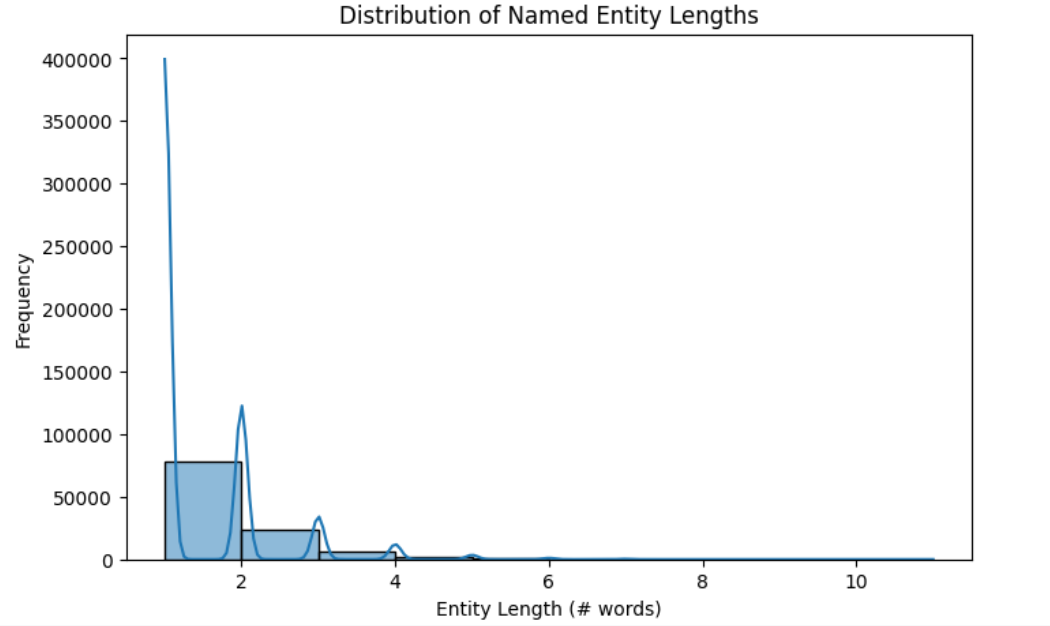 Distribution of Named Entity Lengths
400000
350000
300000
250000
200000
150000
100000
50000
0
Frequency
2 4 6 8 10
Entity Length (# words)